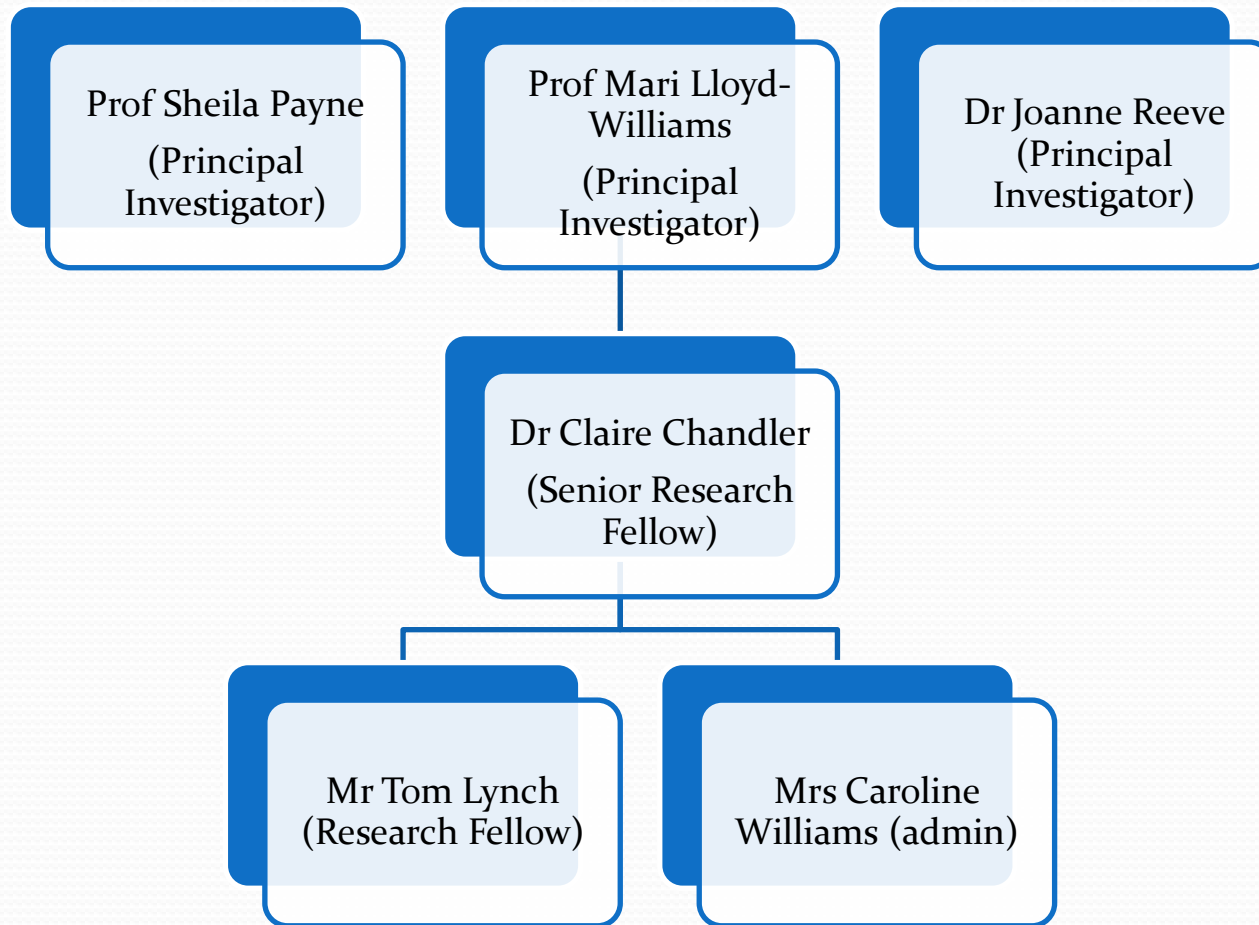 Prof Sheila Payne
(Principal
Investigator)
Prof Mari Lloyd-
Williams
(Principal
Investigator)
Dr Joanne Reeve
(Principal
Investigator)
Dr Claire Chandler
(Senior Research
Fellow)
Mr Tom Lynch
(Research Fellow)
Mrs Caroline
Williams (admin)